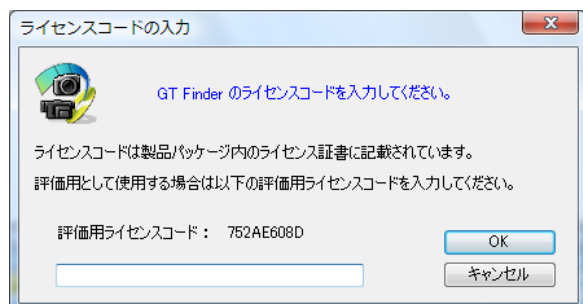 ライセンスコードの入力
GT Finder のライセンスコードを入力してください。
ライセンスコードは製品パッケージ内のライセンス証書に記載されています。
評価用として使用する場合は以下の評価用ライセンスコードを入力してください。
評価用ライセンスコード： 752AE608D
OK
キャンセル